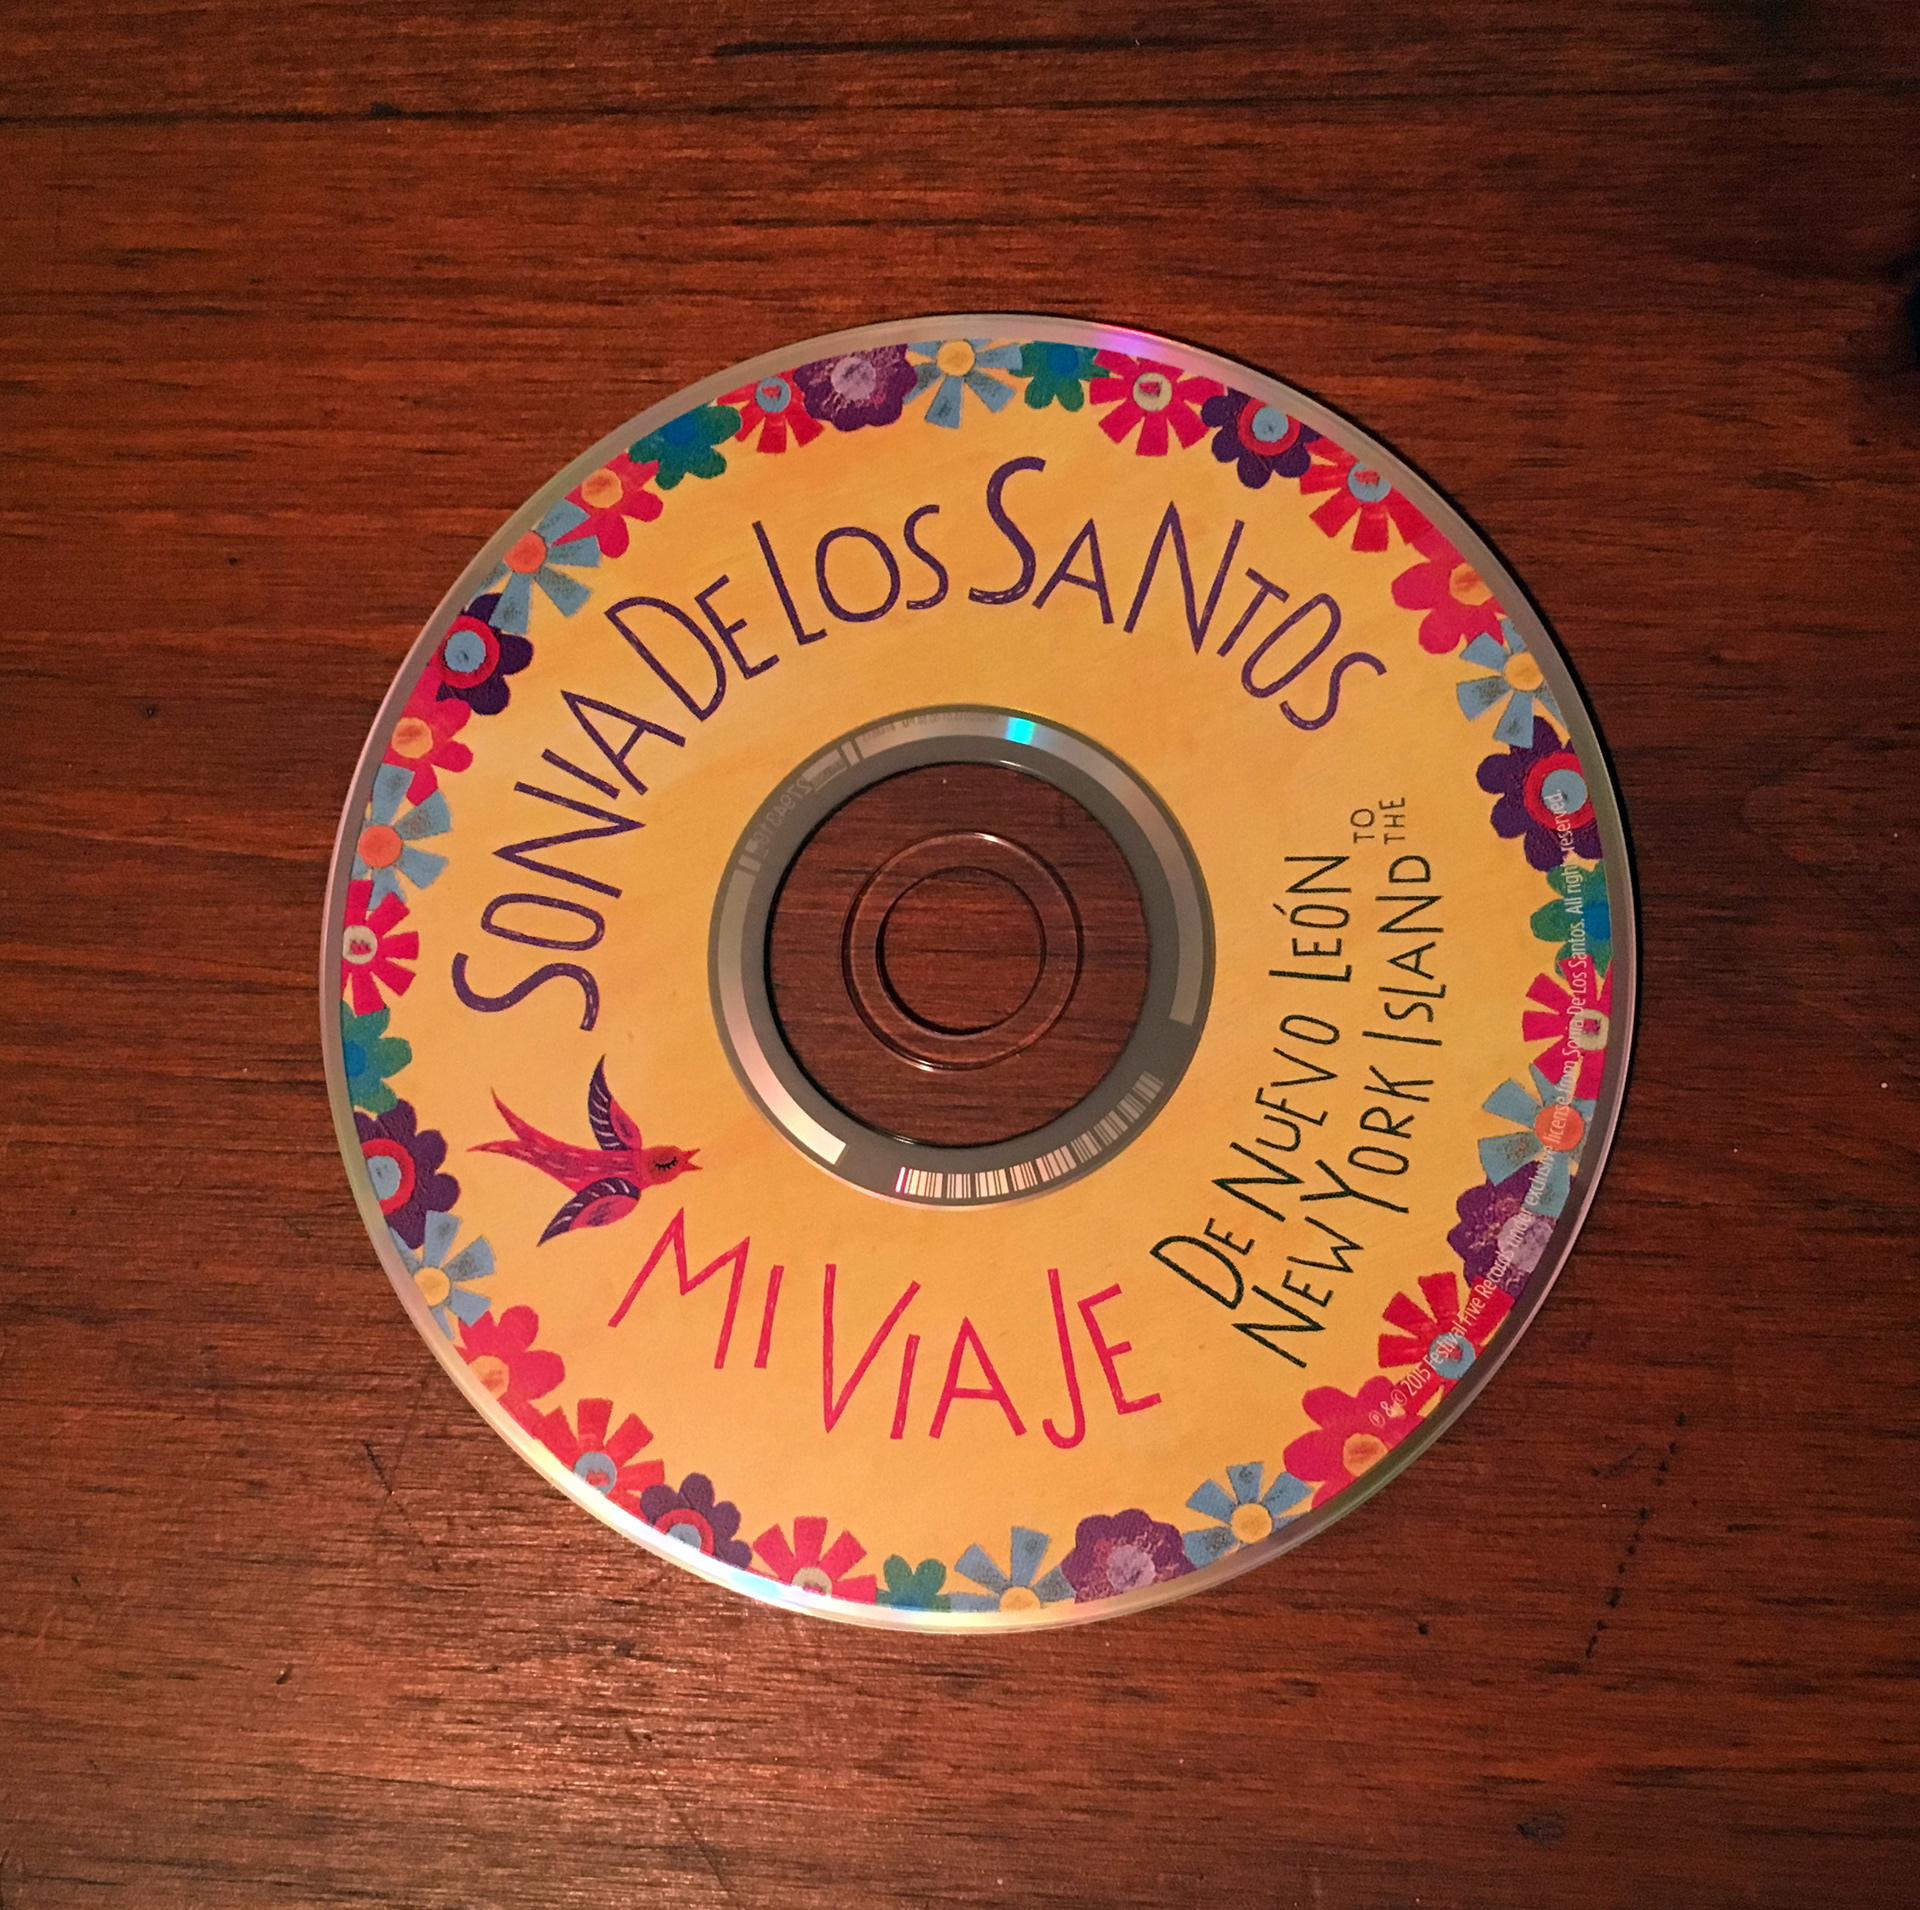 SONIA DE LOS SANTOS
MI VIAJE
DE NUEVO LEÓN TO
NEW YORK ISLAND THE
℗ & © 2015 Festival Five Records under exclusive license from Sonia De Los Santos. All rights reserved.